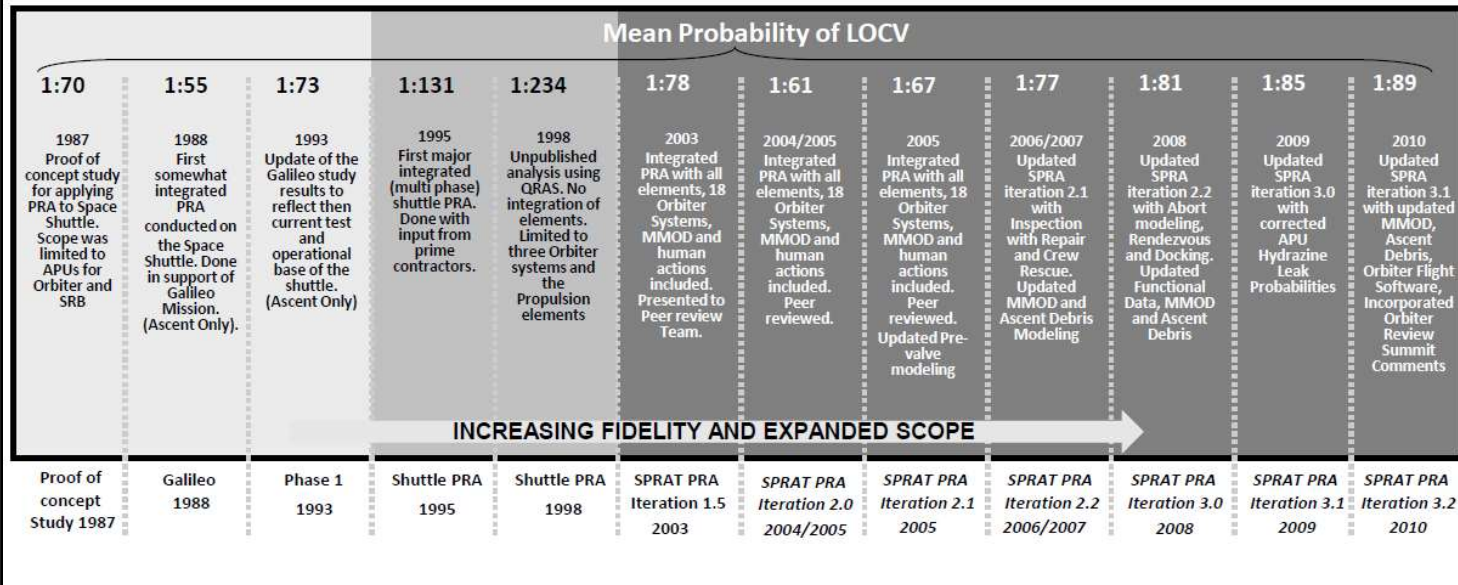 Mean Probability of LOCV
1:70
1987
Proof of
concept study
for applying
PRA to Space
Shuttle.
Scope was
limited to
APUs for
Orbiter and
SRB
1:55
1988
First
somewhat
integrated
PRA
conducted on
the Space
Shuttle. Done
in support of
Galileo
Mission.
(Ascent Only).
1:73
1993
Update of the
Galileo study
results to
reflect then
current test
and
operational
base of the
shuttle.
(Ascent Only)
1:131
1995
First major
integrated
(multi phase)
shuttle PRA.
Done with
input from
prime
contractors.
1:234
1998
Unpublished
analysis using
QRAS. No
integration of
elements.
Limited to
three Orbiter
systems and
the
Propulsion
elements
1:78
2003
Integrated
PRA with all
elements, 18
Orbiter
Systems,
MMOD and
human
actions
included.
Presented to
Peer review
Team.
1:61
2004/2005
Integrated
PRA with all
elements, 18
Orbiter
Systems,
MMOD and
human
actions
included.
Peer
reviewed.
1:67
2005
Integrated
PRA with all
elements, 18
Orbiter
Systems,
MMOD and
human
actions
included.
Peer
reviewed.
Updated Pre-
valve
modeling
1:77
2006/2007
Updated
SPRA
iteration 2.1
with
Inspection
with Repair
and Crew
Rescue.
Updated
MMOD and
Ascent Debris
Modeling
1:81
2008
Updated
SPRA
iteration 2.2
with Abort
modeling,
Rendezvous
and Docking.
Updated
Functional
Data, MMOD
and Ascent
Debris
1:85
2009
Updated
SPRA
iteration 3.0
with
corrected
APU
Hydrazine
Leak
Probabilities
1:89
2010
Updated
SPRA
iteration 3.1
with updated
MMOD,
Ascent
Debris,
Orbiter Flight
Software,
Incorporated
Orbiter
Review
Summit
Comments
INCREASING FIDELITY AND EXPANDED SCOPE
Proof of
concept
Study 1987
Galileo
1988
Phase 1
1993
Shuttle PRA
1995
Shuttle PRA
1998
SPRAT PRA
Iteration 1.5
2003
SPRAT PRA
Iteration 2.0
2004/2005
SPRAT PRA
Iteration 2.1
2005
SPRAT PRA
Iteration 2.2
2006/2007
SPRAT PRA
Iteration 3.0
2008
SPRAT PRA
Iteration 3.1
2009
SPRAT PRA
Iteration 3.2
2010